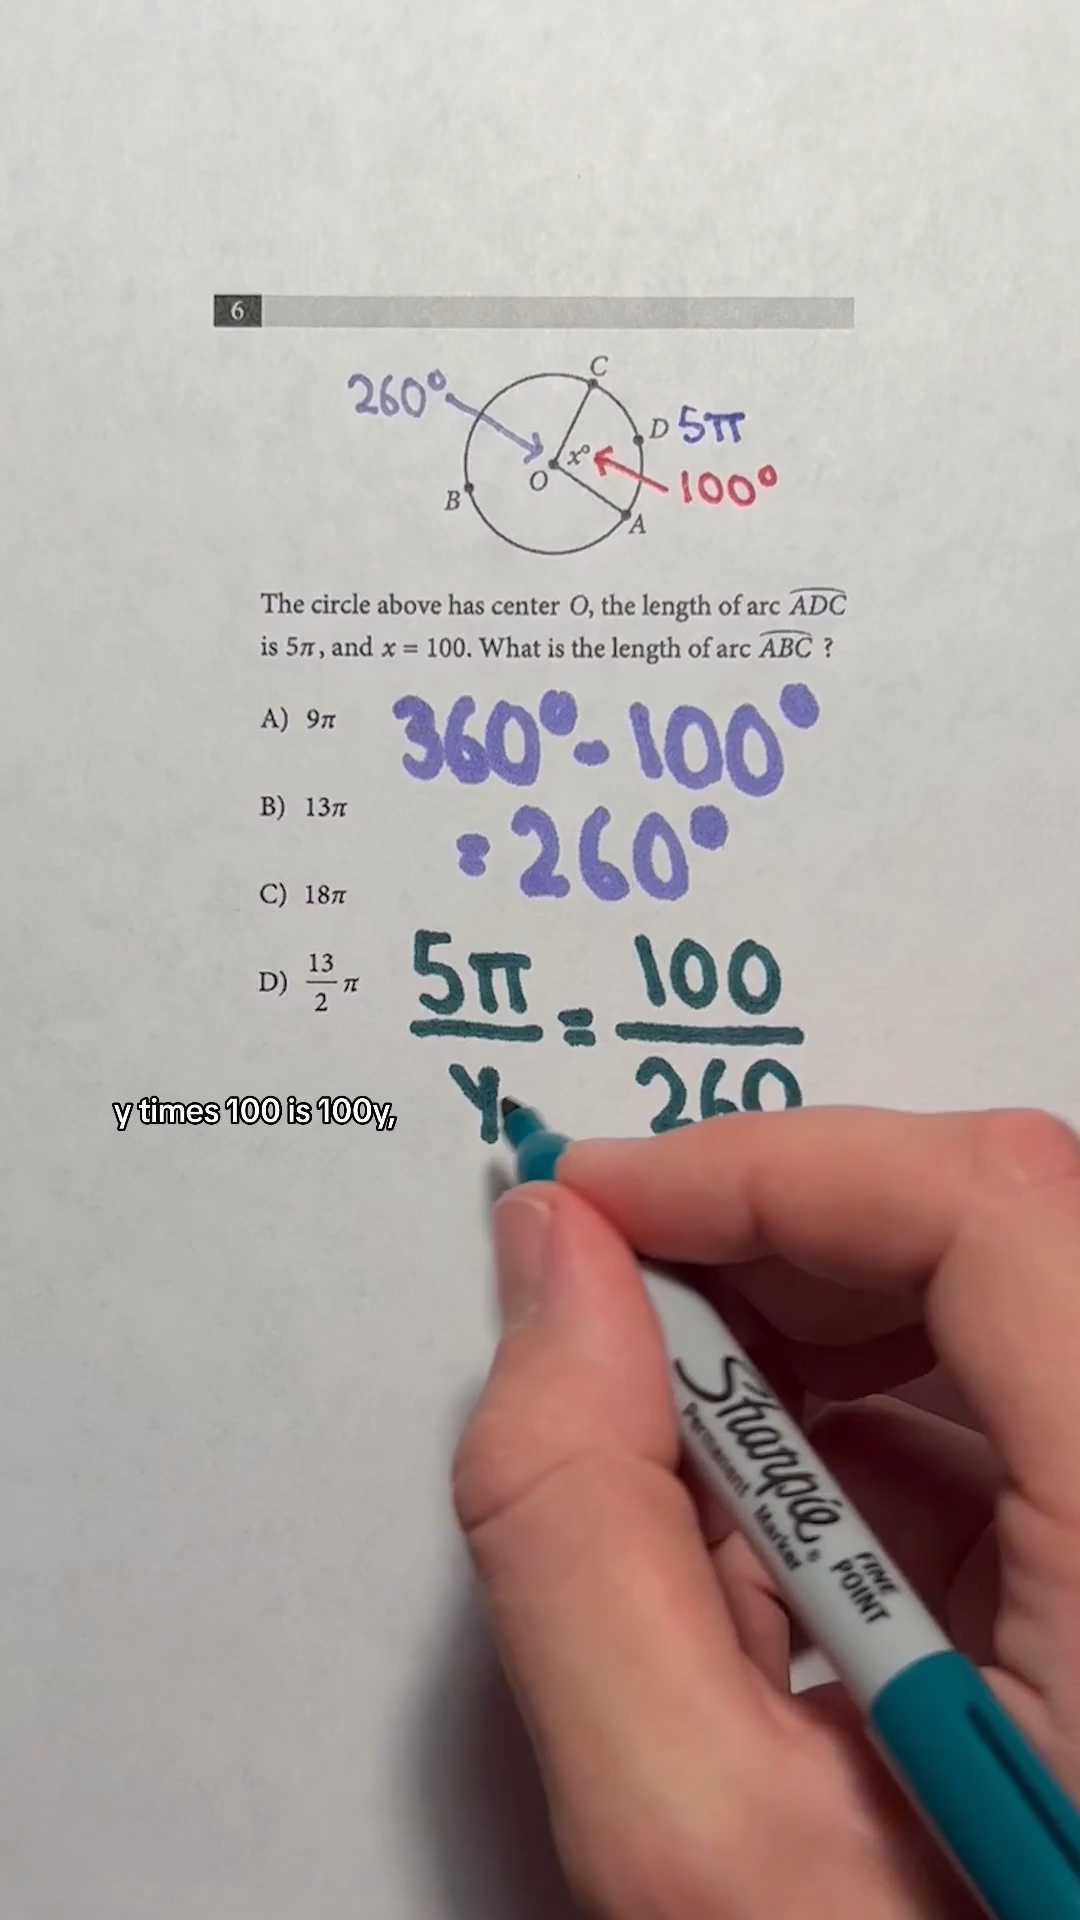 6
260°
C
D 5π
x°
100°
O
B
A
The circle above has center O, the length of arc ADC
is 5π, and x = 100. What is the length of arc ABC ?
A) 9π
360° - 100°
B) 13π
= 260°
C) 18π
D) 13/2 π
5π/y = 100/260
y times 100 is 100y,
Sharpie®
Permanent Marker
FINE
POINT